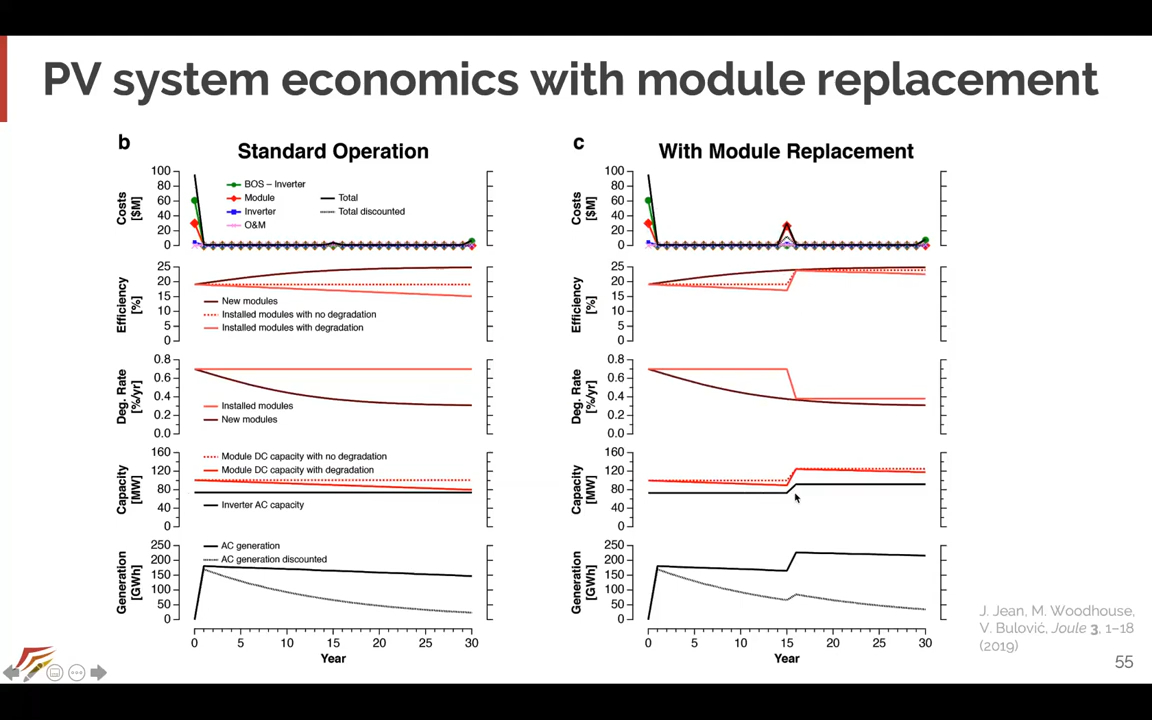 PV system economics with module replacement
b
Standard Operation
Costs
[$M]
100
80
60
40
20
0
BOS – Inverter
Module
Inverter
O&M
Total
Total discounted
Efficiency
[%]
25
20
15
10
5
0
New modules
Installed modules with no degradation
Installed modules with degradation
Deg. Rate
[%/yr]
0.8
0.6
0.4
0.2
0.0
Installed modules
New modules
Capacity
[MW]
160
120
80
40
0
Module DC capacity with no degradation
Module DC capacity with degradation
Inverter AC capacity
Generation
[GWh]
250
200
150
100
50
0
AC generation
AC generation discounted
0 5 10 15 20 25 30
Year
c
With Module Replacement
Costs
[$M]
100
80
60
40
20
0
Efficiency
[%]
25
20
15
10
5
0
Deg. Rate
[%/yr]
0.8
0.6
0.4
0.2
0.0
Capacity
[MW]
160
120
80
40
0
Generation
[GWh]
250
200
150
100
50
0
0 5 10 15 20 25 30
Year
J. Jean, M. Woodhouse,
V. Bulović, Joule 3, 1–18
(2019)
55